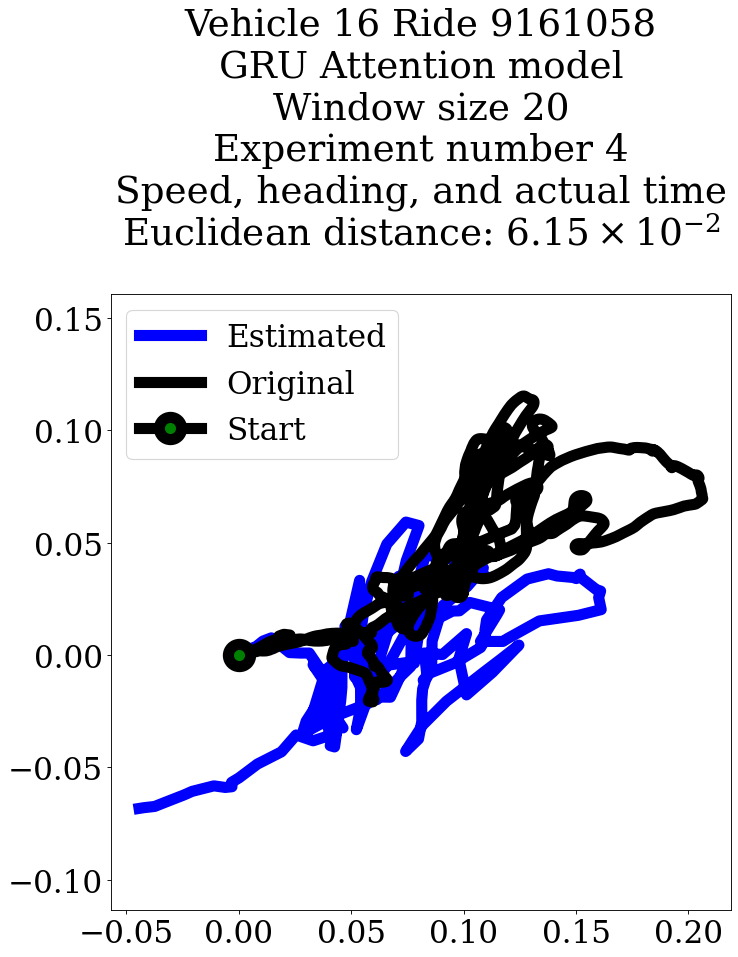 Vehicle 16 Ride 9161058
GRU Attention model
Window size 20
Experiment number 4
Speed, heading, and actual time
Euclidean distance: 6.15 × 10⁻²
Estimated
Original
Start
0.15
0.10
0.05
0.00
−0.05
−0.10
−0.05 0.00 0.05 0.10 0.15 0.20